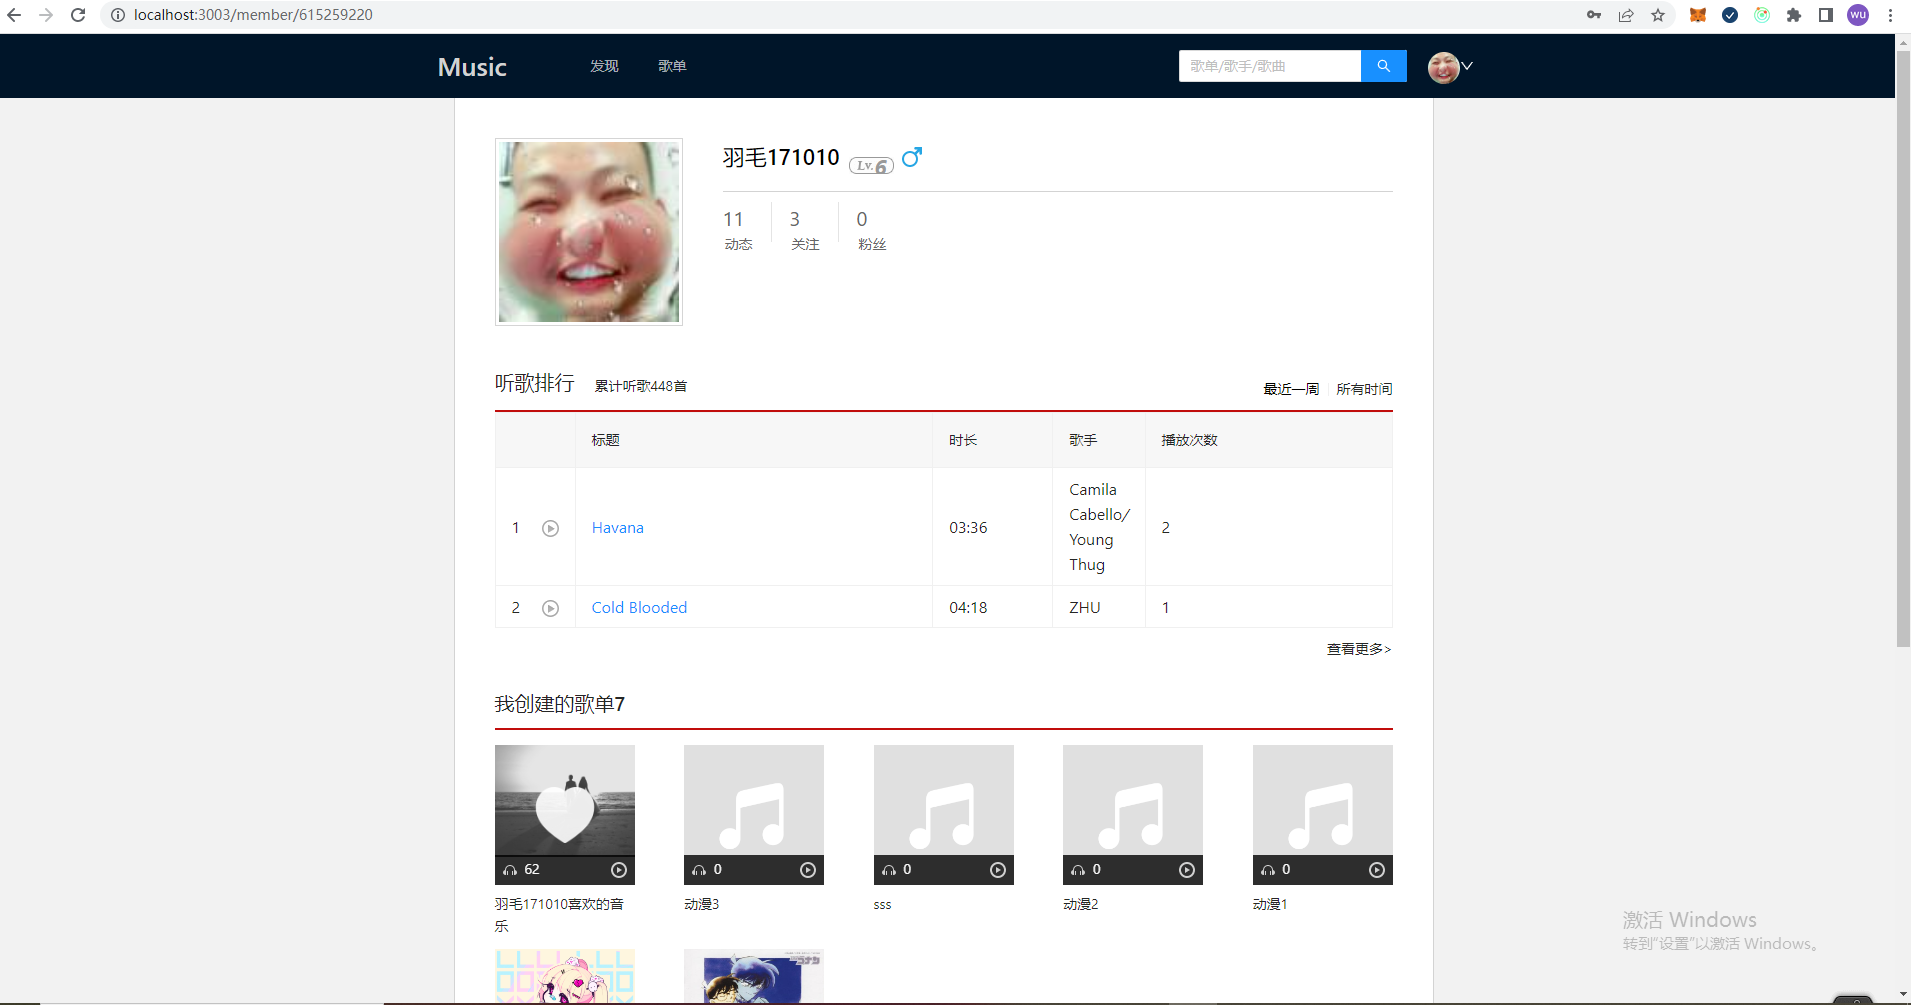 localhost:3003/member/615259220
wu
Music
发现
歌单
歌单/歌手/歌曲
羽毛171010
Lv.6
11
3
0
动态
关注
粉丝
听歌排行
累计听歌448首
最近一周
所有时间
标题
时长
歌手
播放次数
1
Havana
03:36
Camila
Cabello/
Young
Thug
2
2
Cold Blooded
04:18
ZHU
1
查看更多>
我创建的歌单7
62
0
0
0
0
羽毛171010喜欢的音
乐
动漫3
sss
动漫2
动漫1
激活 Windows
转到"设置"以激活 Windows。